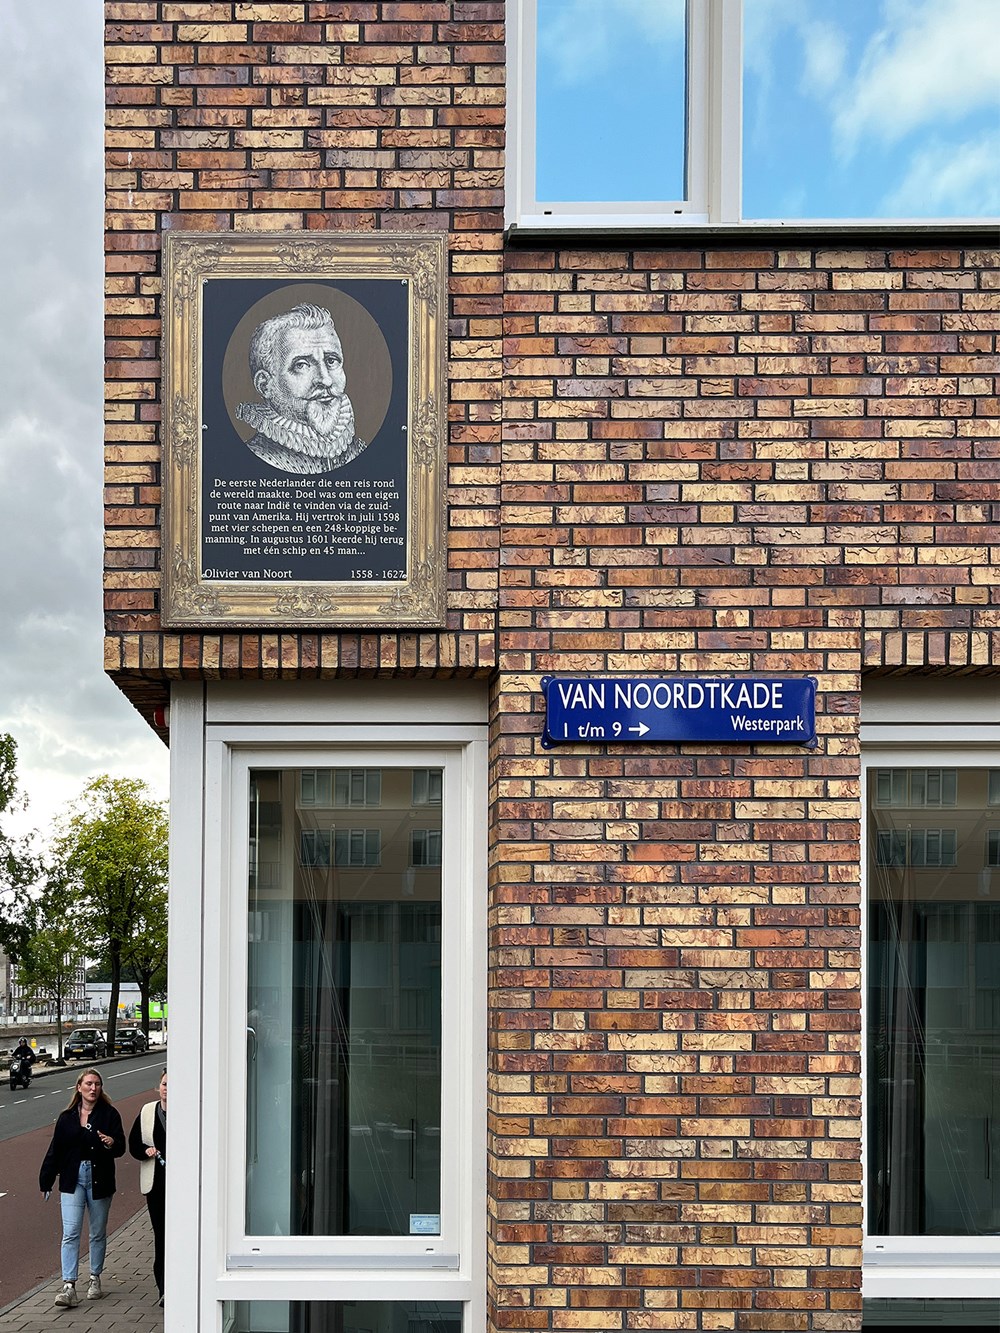 De eerste Nederlander die een reis rond
de wereld maakte. Doel was om een eigen
route naar Indië te vinden via de zuid-
punt van Amerika. Hij vertrok in juli 1598
met vier schepen en een 248-koppige be-
manning. In augustus 1601 keerde hij terug
met één schip en 45 man...
Olivier van Noort 1558 - 1627
VAN NOORDTKADE
1 t/m 9 → Westerpark